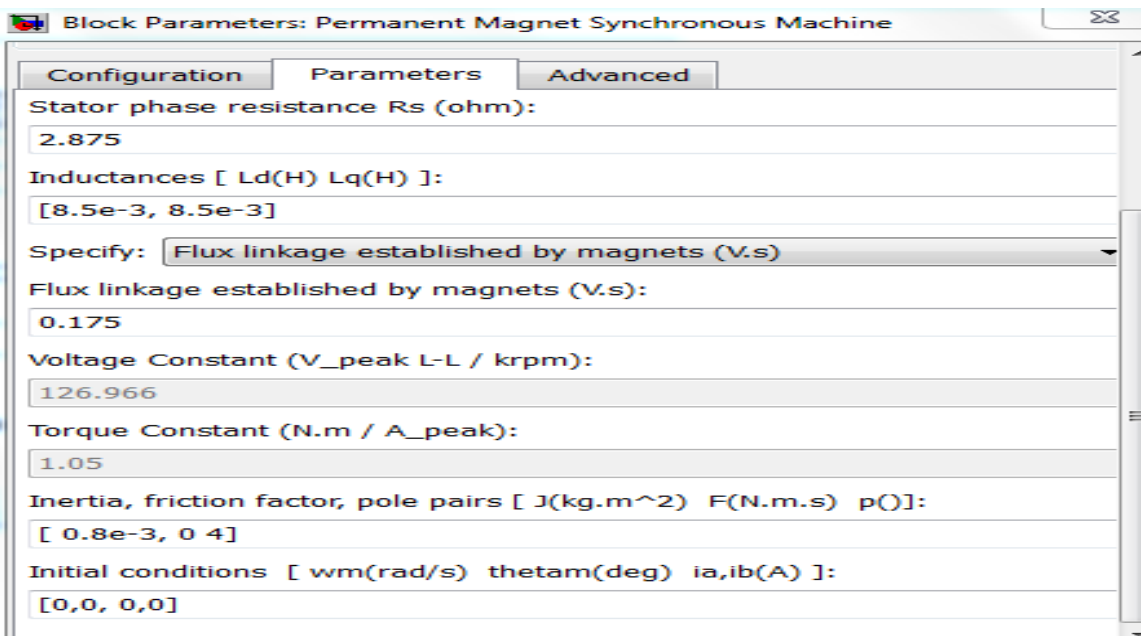 Block Parameters: Permanent Magnet Synchronous Machine
Configuration Parameters Advanced
Stator phase resistance Rs (ohm):
2.875
Inductances [ Ld(H) Lq(H) ]:
[8.5e-3, 8.5e-3]
Specify: Flux linkage established by magnets (V.s)
Flux linkage established by magnets (V.s):
0.175
Voltage Constant (V_peak L-L / krpm):
126.966
Torque Constant (N.m / A_peak):
1.05
Inertia, friction factor, pole pairs [ J(kg.m^2) F(N.m.s) p()]:
[ 0.8e-3, 0 4]
Initial conditions [ wm(rad/s) thetam(deg) ia,ib(A) ]:
[0,0, 0,0]